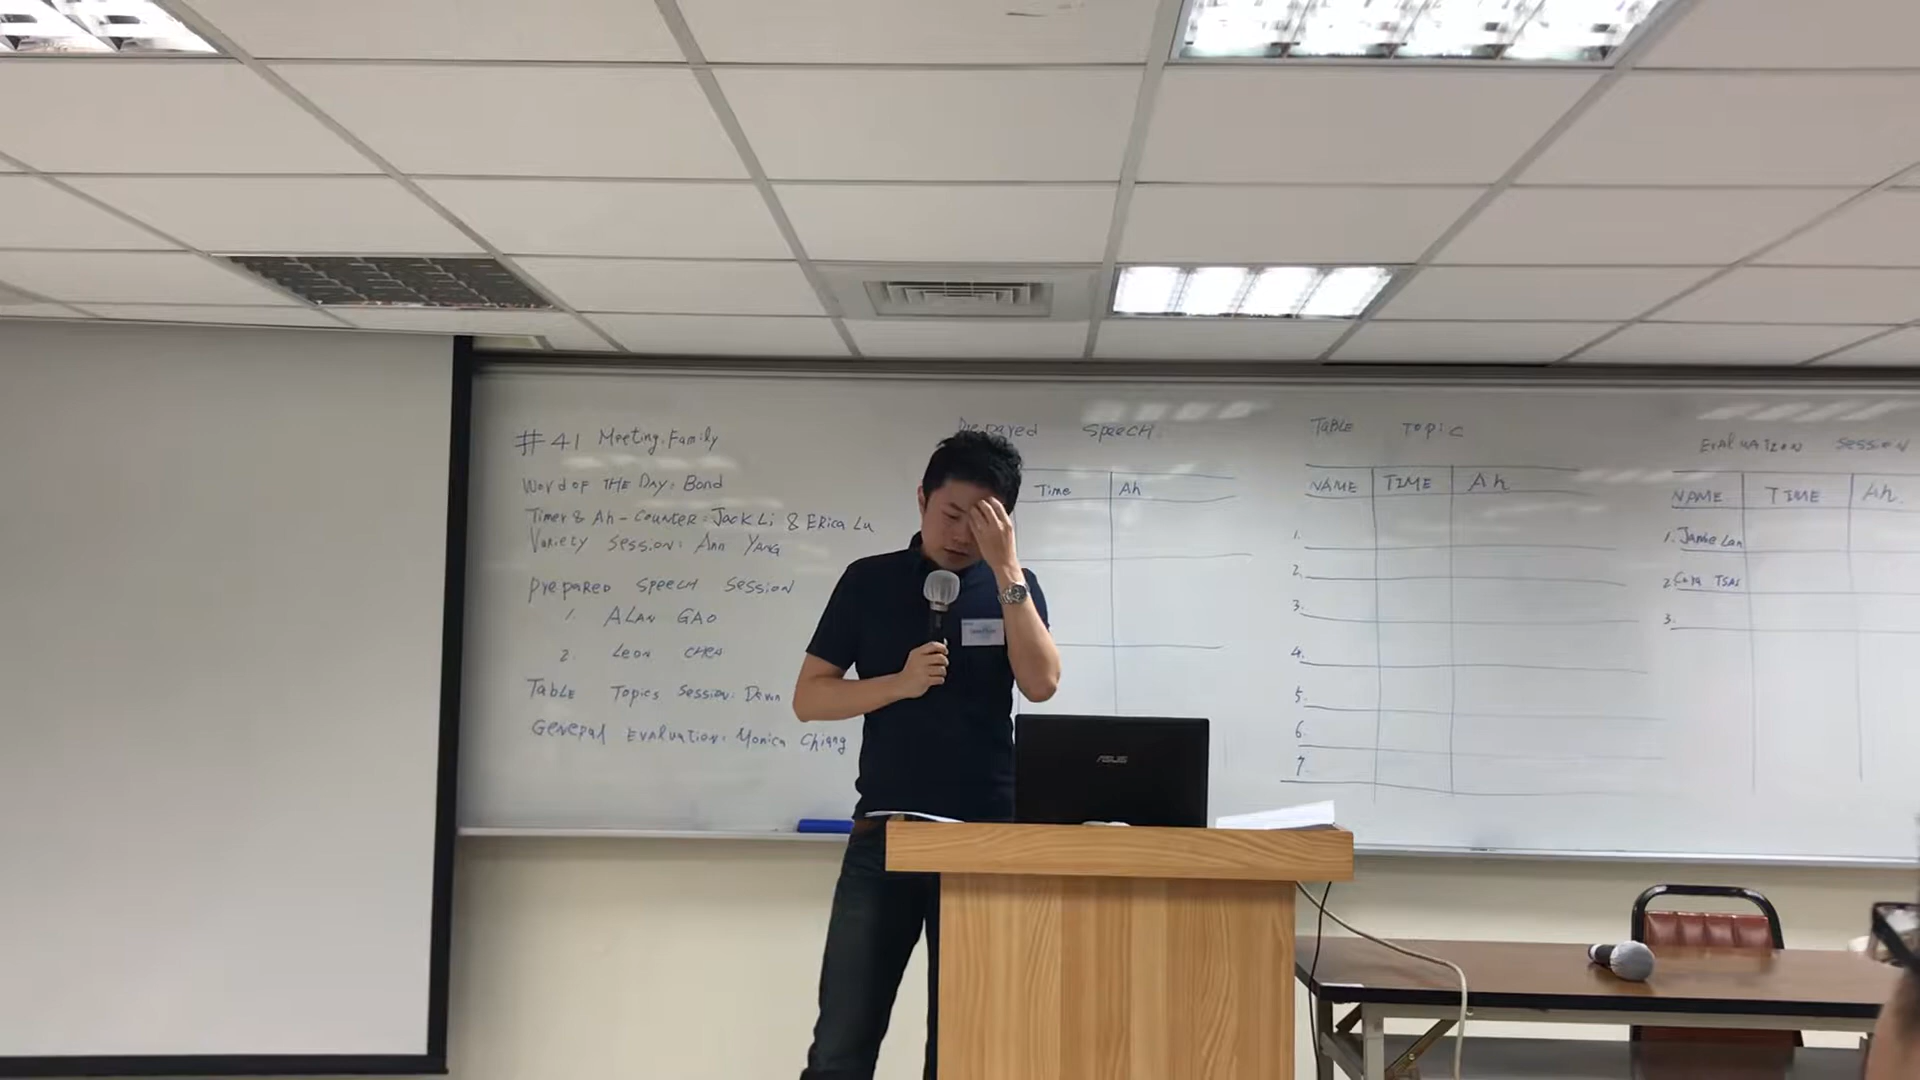 #41 Meeting. Family
Word OF THE DAY: Bond
Timer & Ah-COUNTER: Jack Li & ERica Lu
Variety Session: Ann YANG
PrePARED SPEECH Session
1. ALAN GAO
2. LEON CHEN
TABLE Topics Session: Dawn
GENERAL EVALUATION: Monica Chiang
Prepared SPEECH
Time Ah
TABLE TOPIC
NAME TIME Ah
1.
2.
3.
4.
5.
6.
7.
EVALUATION SESSION
NAME TIME Ah.
1. Jamie Lan
2. TSAI
3.
ASUS